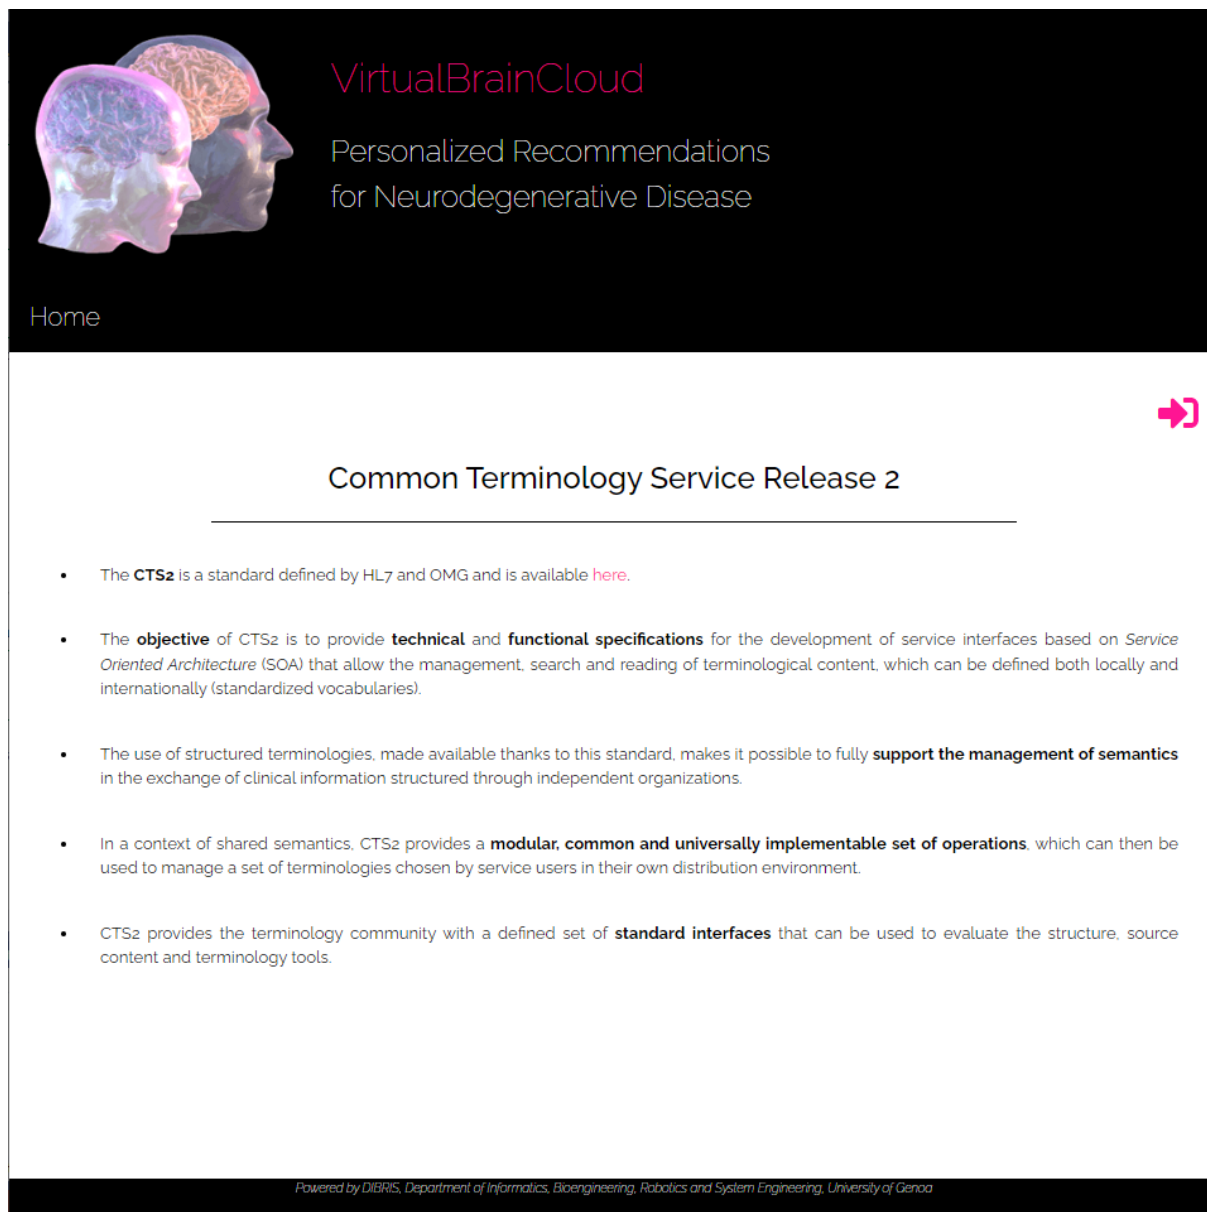 VirtualBrainCloud
Personalized Recommendations
for Neurodegenerative Disease
Home
Common Terminology Service Release 2
• The CTS2 is a standard defined by HL7 and OMG and is available here.
• The objective of CTS2 is to provide technical and functional specifications for the development of service interfaces based on Service
Oriented Architecture (SOA) that allow the management, search and reading of terminological content, which can be defined both locally and
internationally (standardized vocabularies).
• The use of structured terminologies, made available thanks to this standard, makes it possible to fully support the management of semantics
in the exchange of clinical information structured through independent organizations.
• In a context of shared semantics, CTS2 provides a modular, common and universally implementable set of operations, which can then be
used to manage a set of terminologies chosen by service users in their own distribution environment.
• CTS2 provides the terminology community with a defined set of standard interfaces that can be used to evaluate the structure, source
content and terminology tools.
Powered by DIBRIS, Department of Informatics, Bioengineering, Robotics and System Engineering, University of Genoa